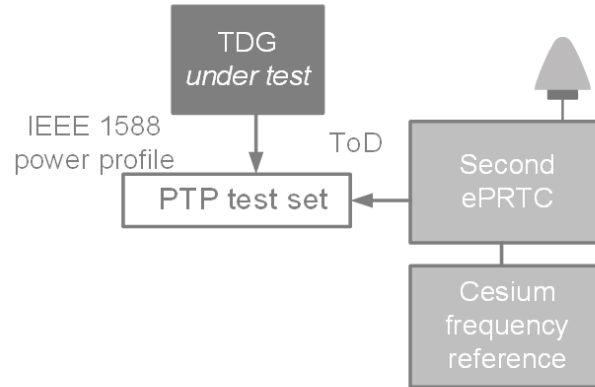 TDG
under test
IEEE 1588
power profile
ToD
PTP test set
Second
ePRTC
Cesium
frequency
reference